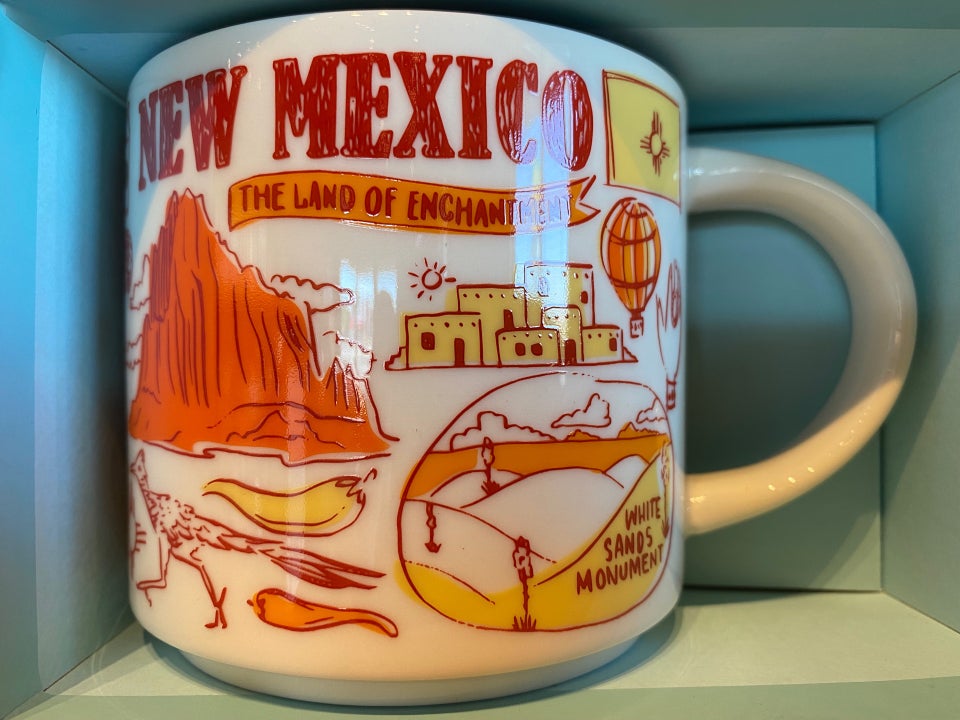 NEW MEXICO
THE LAND OF ENCHANTMENT
WHITE
SANDS
MONUMENT